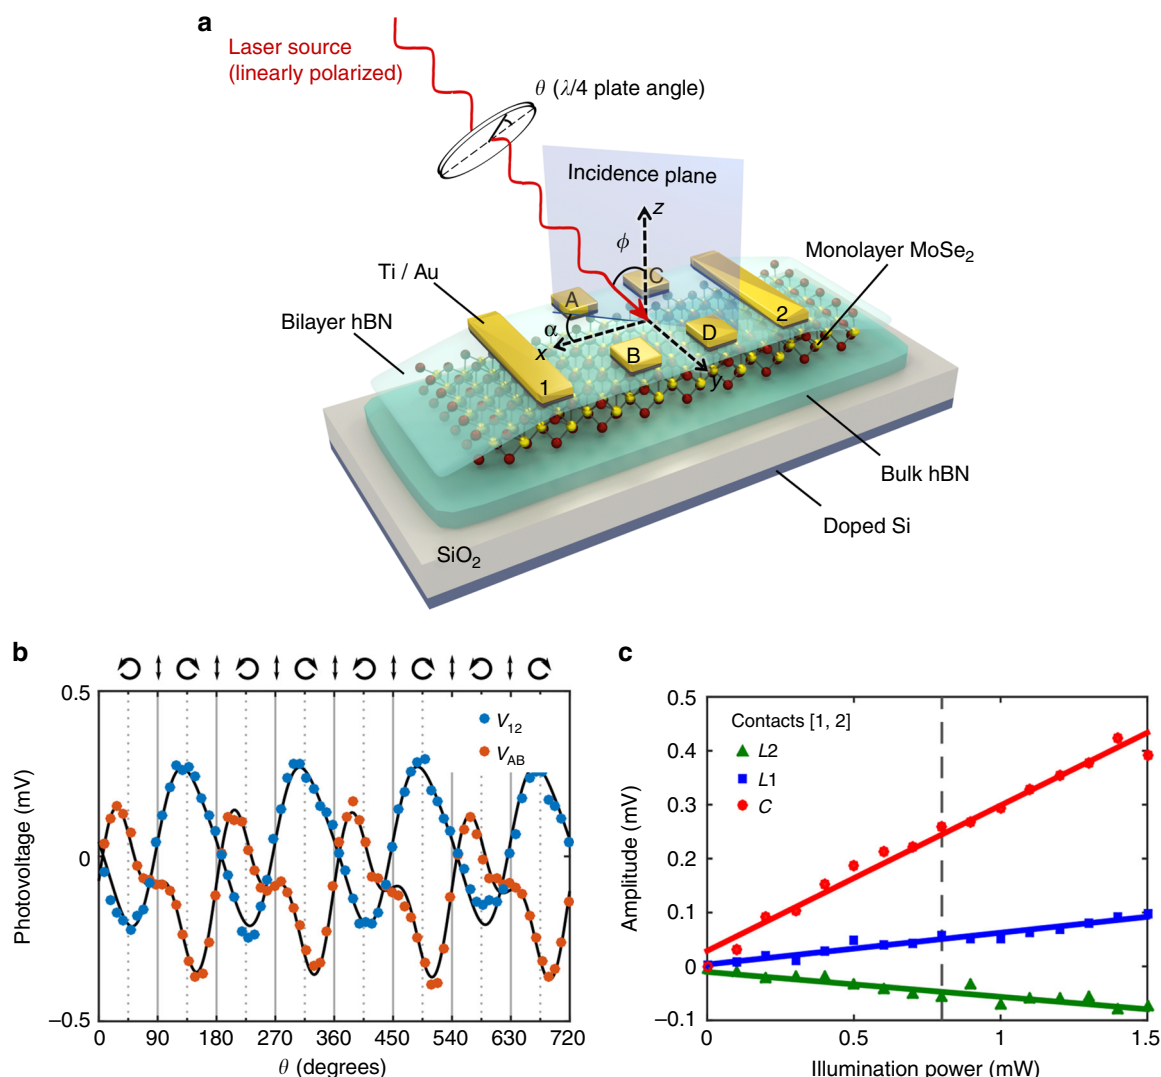 a
Laser source
(linearly polarized)
θ (λ/4 plate angle)
Incidence plane
z
ϕ
Monolayer MoSe2
Ti / Au
C
A
2
Bilayer hBN
α
D
x
B
y
1
Bulk hBN
Doped Si
SiO2
b
0.5
V12
VAB
Photovoltage (mV)
0
−0.5
0 90 180 270 360 450 540 630 720
θ (degrees)
c
0.5
Contacts [1, 2]
0.4
L2
L1
0.3
C
Amplitude (mV)
0.2
0.1
0
−0.1
0 0.5 1 1.5
Illumination power (mW)